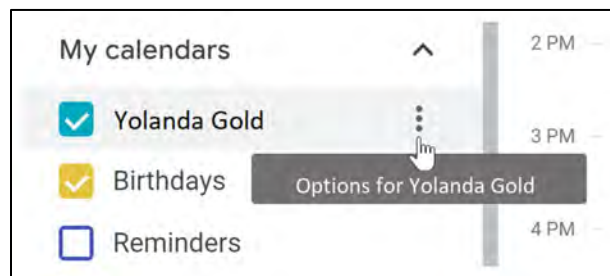 My calendars
2 PM
Yolanda Gold
3 PM
Birthdays
Options for Yolanda Gold
4 PM
Reminders